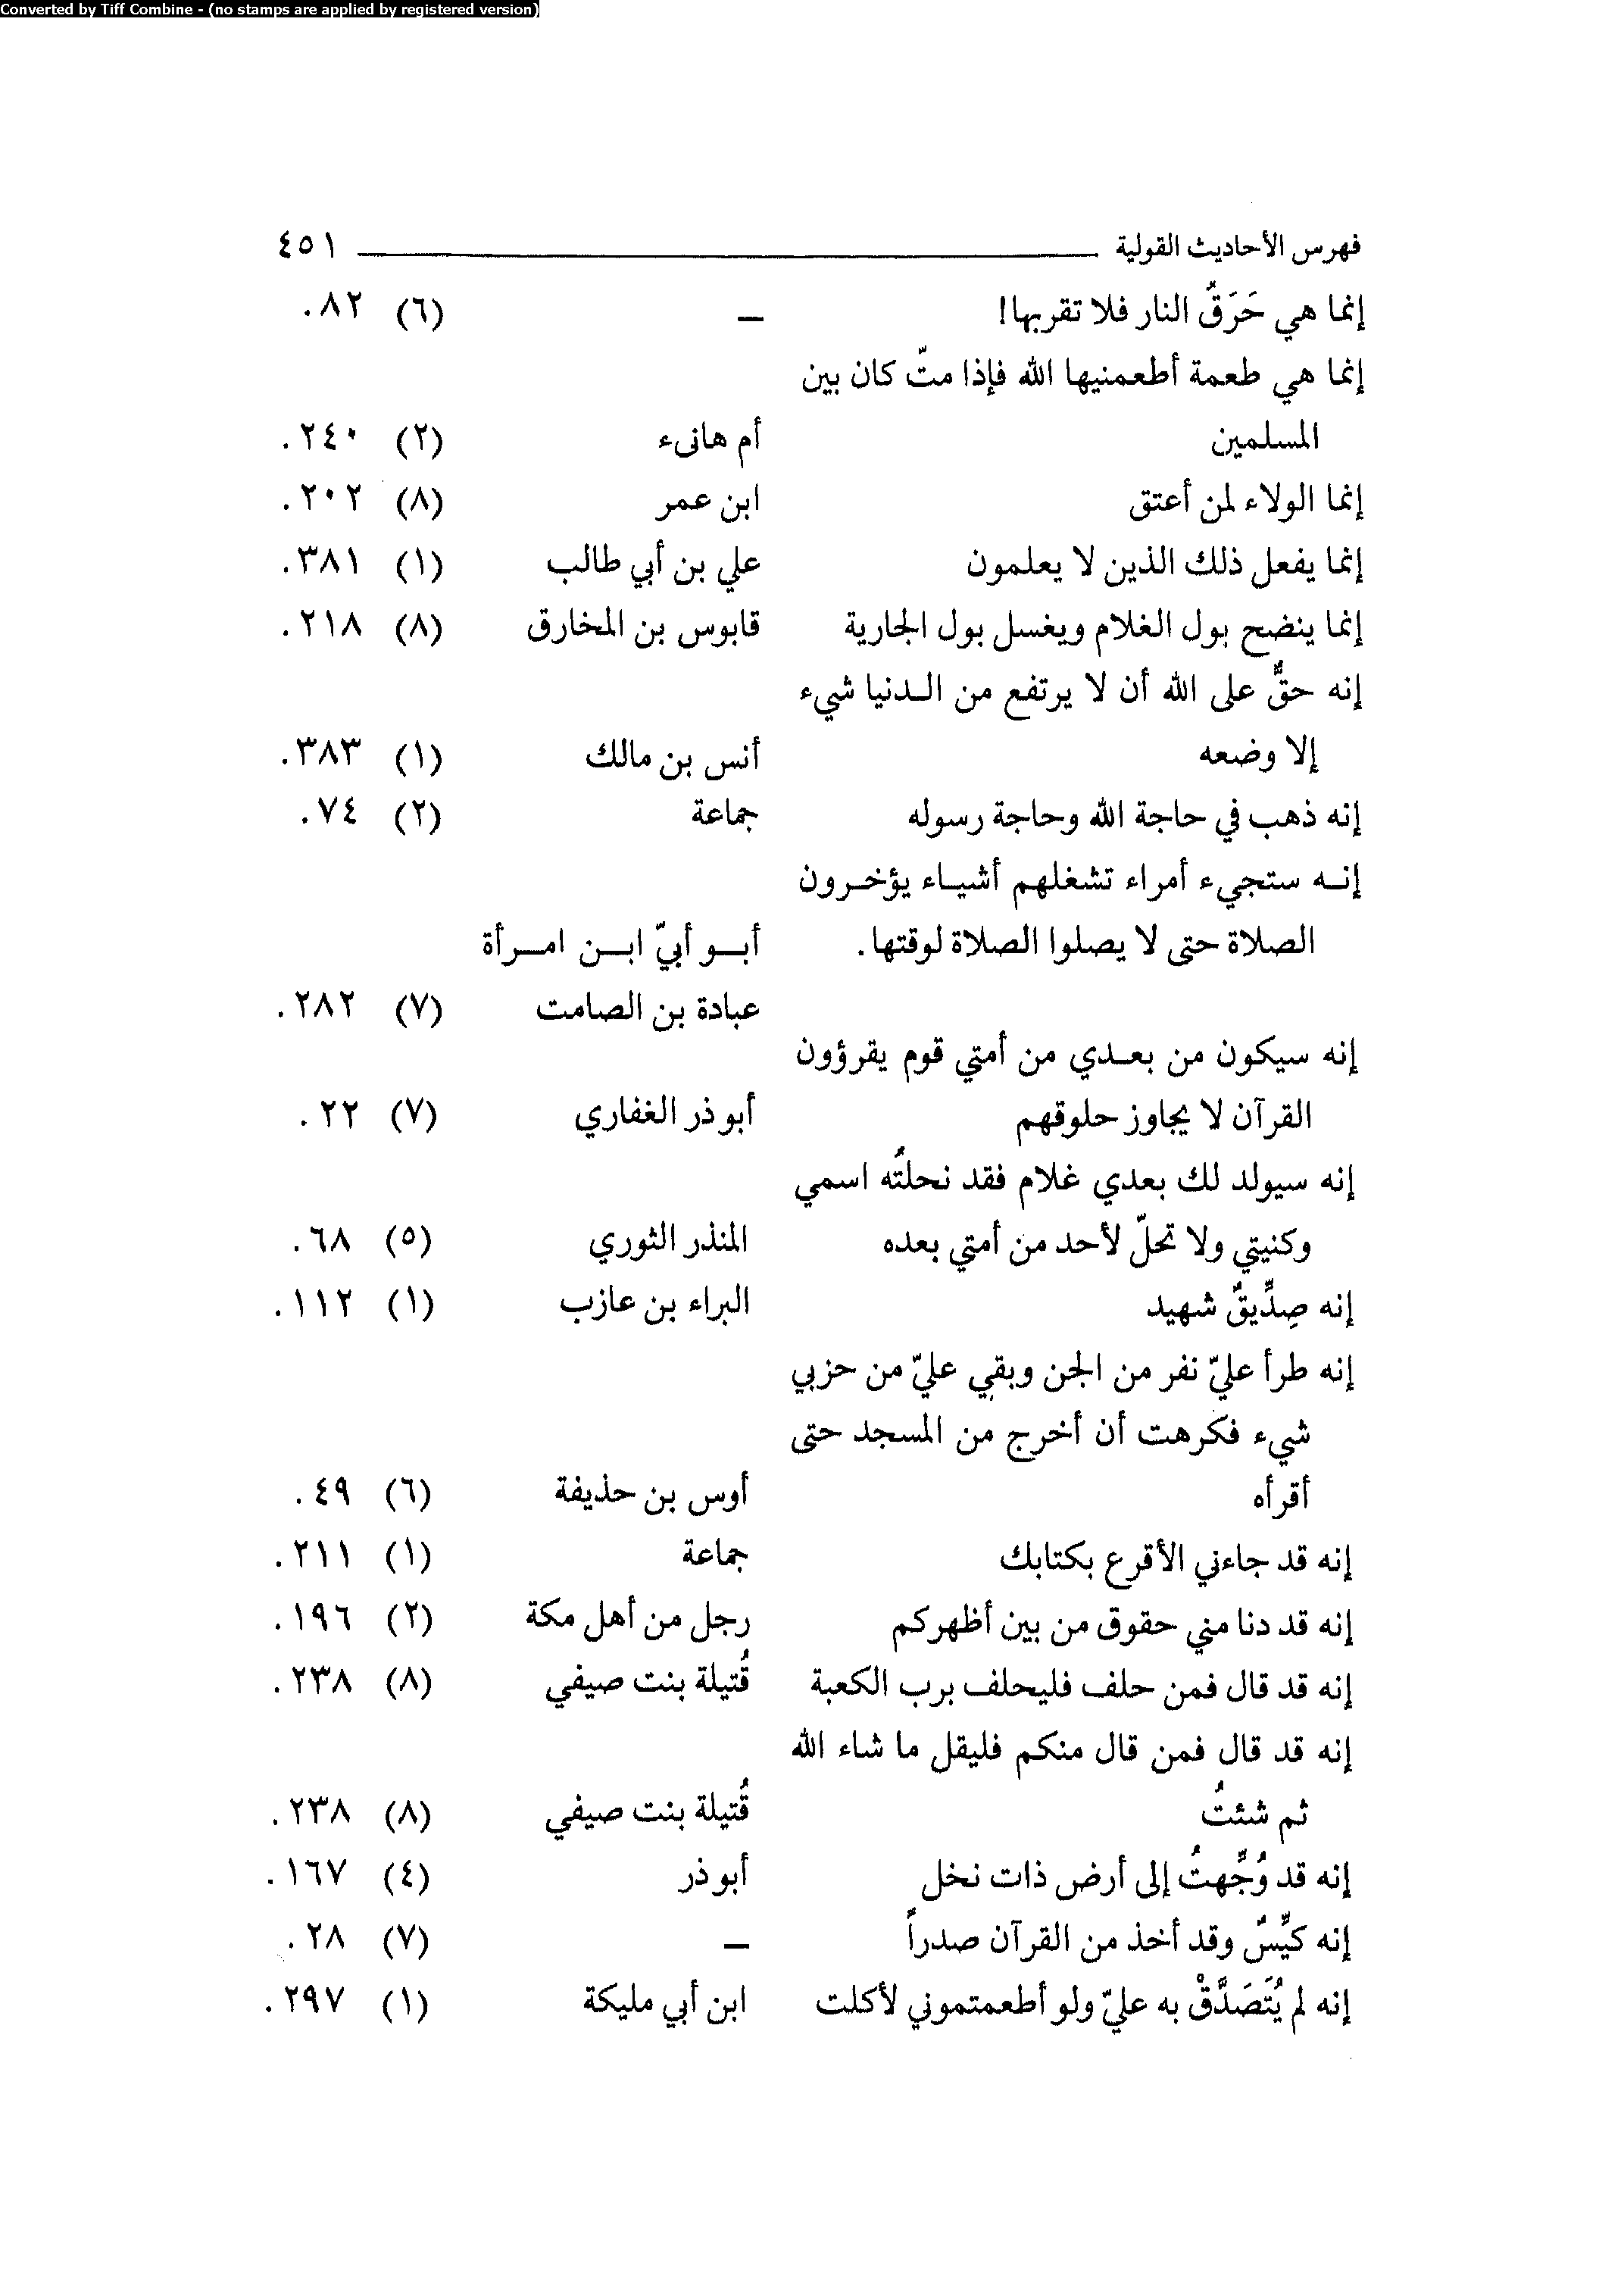 Converted by Tiff Combine - (no stamps are applied by registered version)
فهرس الأحاديث القولية ٤٥١
إنما هي حَرَقٌ النار فلا تقربها! – (٦) ٨٢.
إنما هي طعمة أطعمنيها الله فإذا متّ كان بين
المسلمين أم هانىء (٢) ٢٤٠.
إنما الولاء لمن أعتق ابن عمر (٨) ٢٠٢.
إنما يفعل ذلك الذين لا يعلمون علي بن أبي طالب (١) ٣٨١.
إنما ينضح بول الغلام ويغسل بول الجارية قابوس بن المخارق (٨) ٢١٨.
إنه حقٌّ على الله أن لا يرتفع من الدنيا شيء
إلا وضعه أنس بن مالك (١) ٣٨٣.
إنه ذهب في حاجة الله وحاجة رسوله جماعة (٢) ٧٤.
إنه ستجيء أمراء تشغلهم أشياء يؤخرون
الصلاة حتى لا يصلوا الصلاة لوقتها. أبو أبيّ ابن امرأة
عبادة بن الصامت (٧) ٢٨٢.
إنه سيكون من بعدي من أمتي قوم يقرؤون
القرآن لا يجاوز حلوقهم أبو ذر الغفاري (٧) ٢٢.
إنه سيولد لك بعدي غلام فقد نحلتُه اسمي
وكنيتي ولا تحلّ لأحد من أمتي بعده المنذر الثوري (٥) ٦٨.
إنه صِدِّيقٌ شهيد البراء بن عازب (١) ١١٢.
إنه طرأ عليّ نفر من الجن وبقي عليّ من حزبي
شيء فكرهت أن أخرج من المسجد حتى
أقرأه أوس بن حذيفة (٦) ٤٩.
إنه قد جاءني الأقرع بكتابك جماعة (١) ٢١١.
إنه قد دنا مني حقوق من بين أظهركم رجل من أهل مكة (٢) ١٩٦.
إنه قد قال فمن حلف فليحلف برب الكعبة قُتيلة بنت صيفي (٨) ٢٣٨.
إنه قد قال فمن قال منكم فليقل ما شاء الله
ثم شئتُ قُتيلة بنت صيفي (٨) ٢٣٨.
إنه قد وُجِّهتُ إلى أرض ذات نخل أبو ذر (٤) ١٦٧.
إنه كيِّسٌ وقد أخذ من القرآن صدراً – (٧) ٢٨.
إنه لم يُتَصَدَّقْ به عليّ ولو أطعمتموني لأكلت ابن أبي مليكة (١) ٢٩٧.